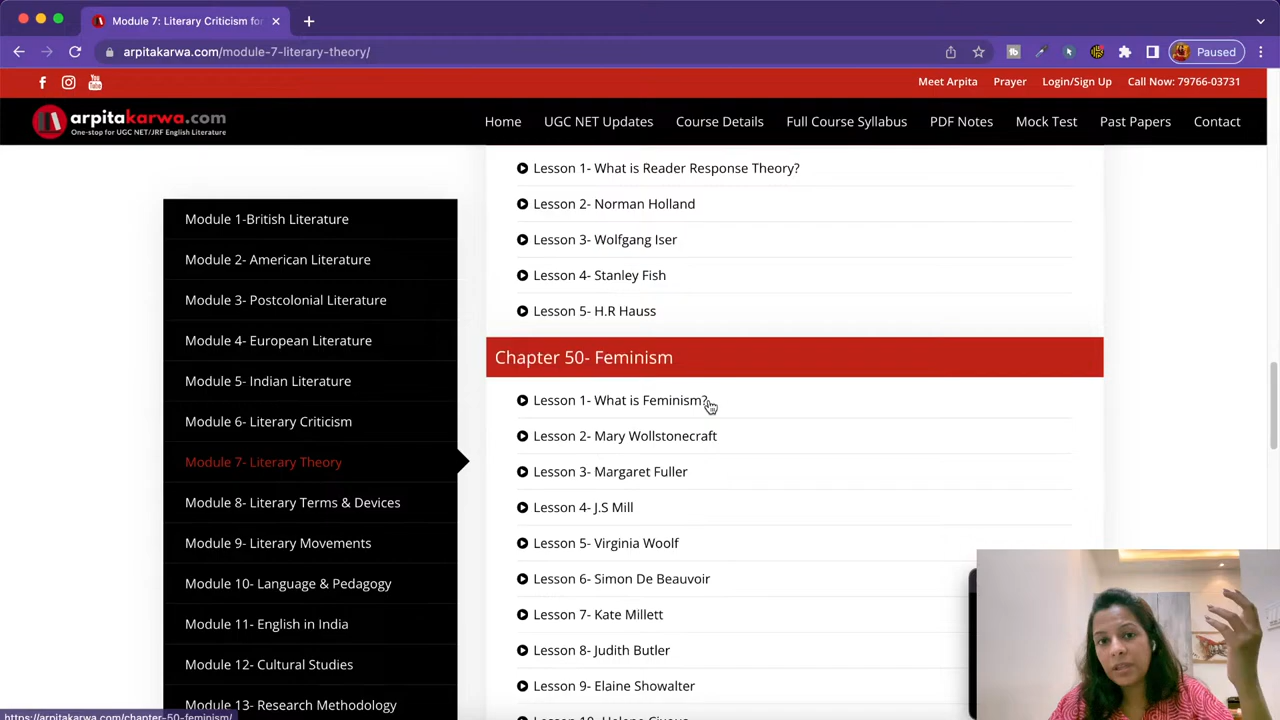 Module 7: Literary Criticism for
arpitakarwa.com/module-7-literary-theory/
Paused
Meet Arpita
Prayer
Login/Sign Up
Call Now: 79766-03731
arpitakarwa.com
One-stop for UGC NET/JRF English Literature
Home
UGC NET Updates
Course Details
Full Course Syllabus
PDF Notes
Mock Test
Past Papers
Contact
Module 1-British Literature
Module 2- American Literature
Module 3- Postcolonial Literature
Module 4- European Literature
Module 5- Indian Literature
Module 6- Literary Criticism
Module 7- Literary Theory
Module 8- Literary Terms & Devices
Module 9- Literary Movements
Module 10- Language & Pedagogy
Module 11- English in India
Module 12- Cultural Studies
Module 13- Research Methodology
Lesson 1- What is Reader Response Theory?
Lesson 2- Norman Holland
Lesson 3- Wolfgang Iser
Lesson 4- Stanley Fish
Lesson 5- H.R Hauss
Chapter 50- Feminism
Lesson 1- What is Feminism?
Lesson 2- Mary Wollstonecraft
Lesson 3- Margaret Fuller
Lesson 4- J.S Mill
Lesson 5- Virginia Woolf
Lesson 6- Simon De Beauvoir
Lesson 7- Kate Millett
Lesson 8- Judith Butler
Lesson 9- Elaine Showalter
https://arpitakarwa.com/chapter-50-feminism/